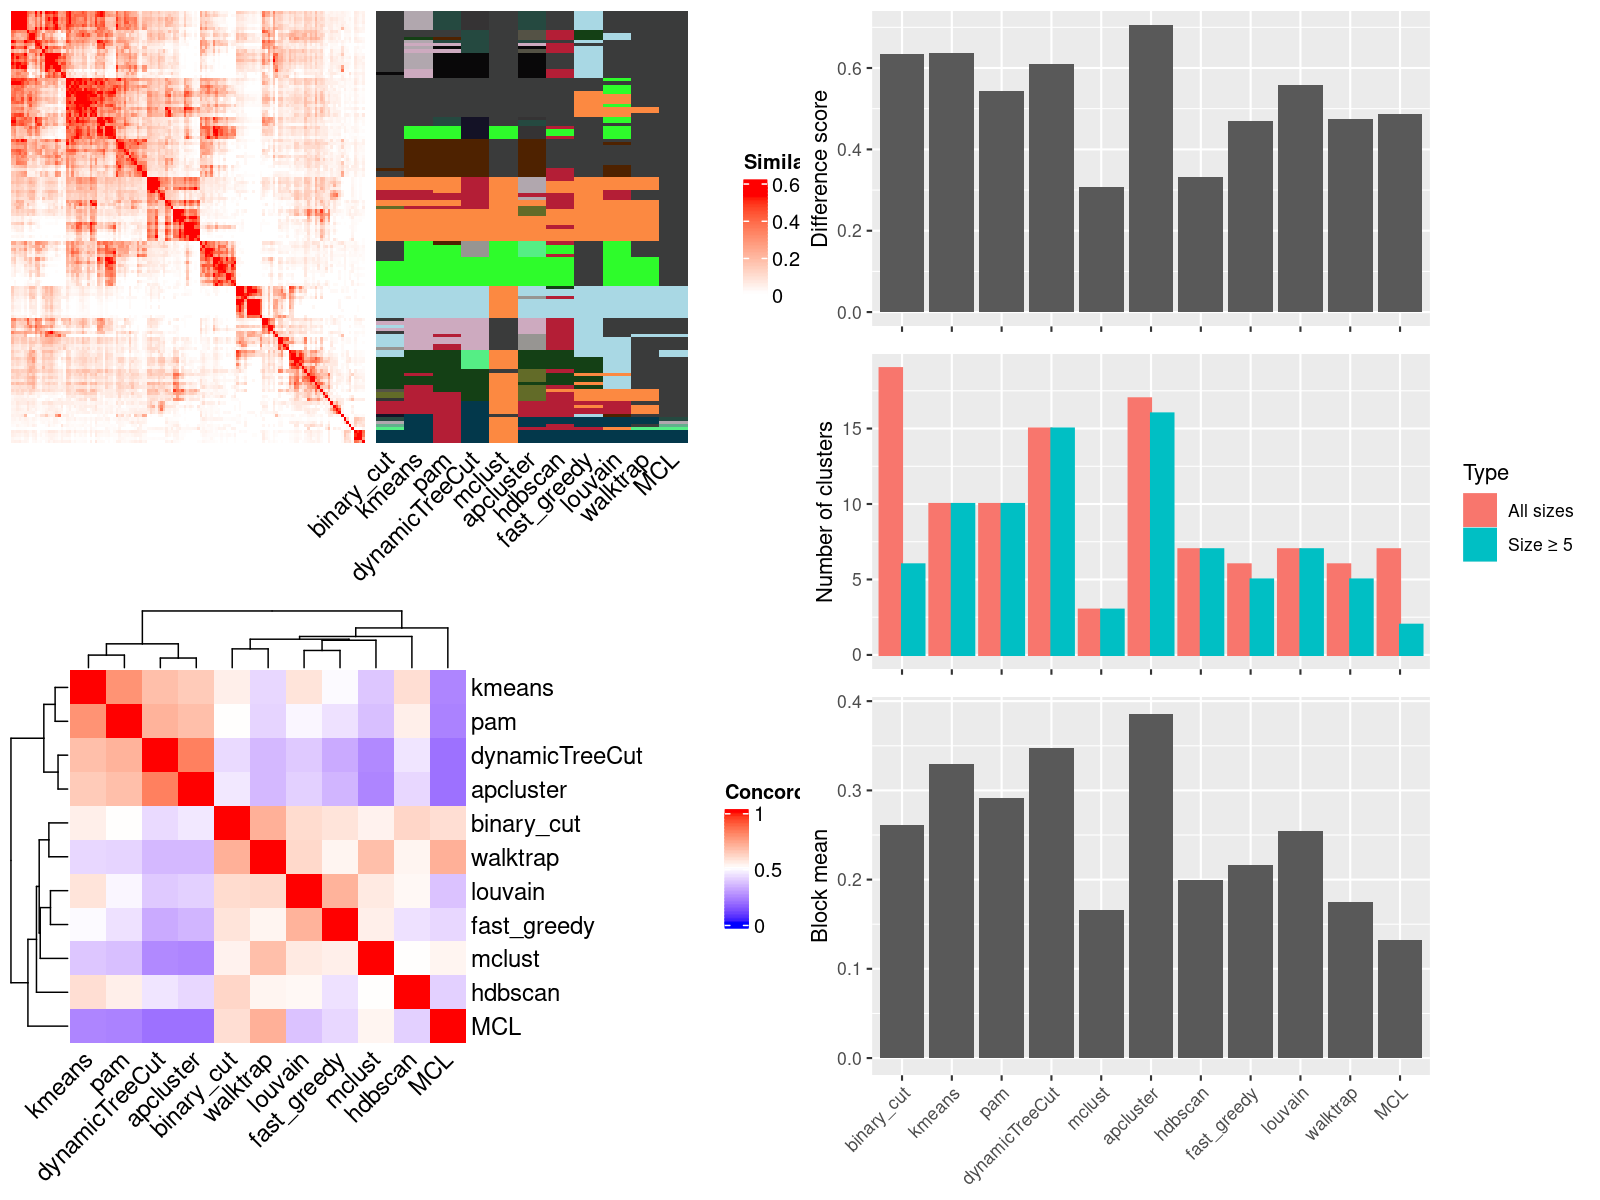 Simila
0.6
0.4
0.2
0
binary_cut
kmeans
pam
dynamicTreeCut
mclust
apcluster
hdbscan
fast_greedy
louvain
walktrap
MCL
kmeans
pam
dynamicTreeCut
apcluster
binary_cut
walktrap
louvain
fast_greedy
mclust
hdbscan
MCL
Concord
1
0.5
0
kmeans
pam
dynamicTreeCut
apcluster
binary_cut
walktrap
louvain
fast_greedy
mclust
hdbscan
MCL
Difference score
0.6
0.4
0.2
0.0
Number of clusters
15
10
5
0
Type
All sizes
Size ≥ 5
Block mean
0.4
0.3
0.2
0.1
0.0
binary_cut
kmeans
pam
dynamicTreeCut
mclust
apcluster
hdbscan
fast_greedy
louvain
walktrap
MCL